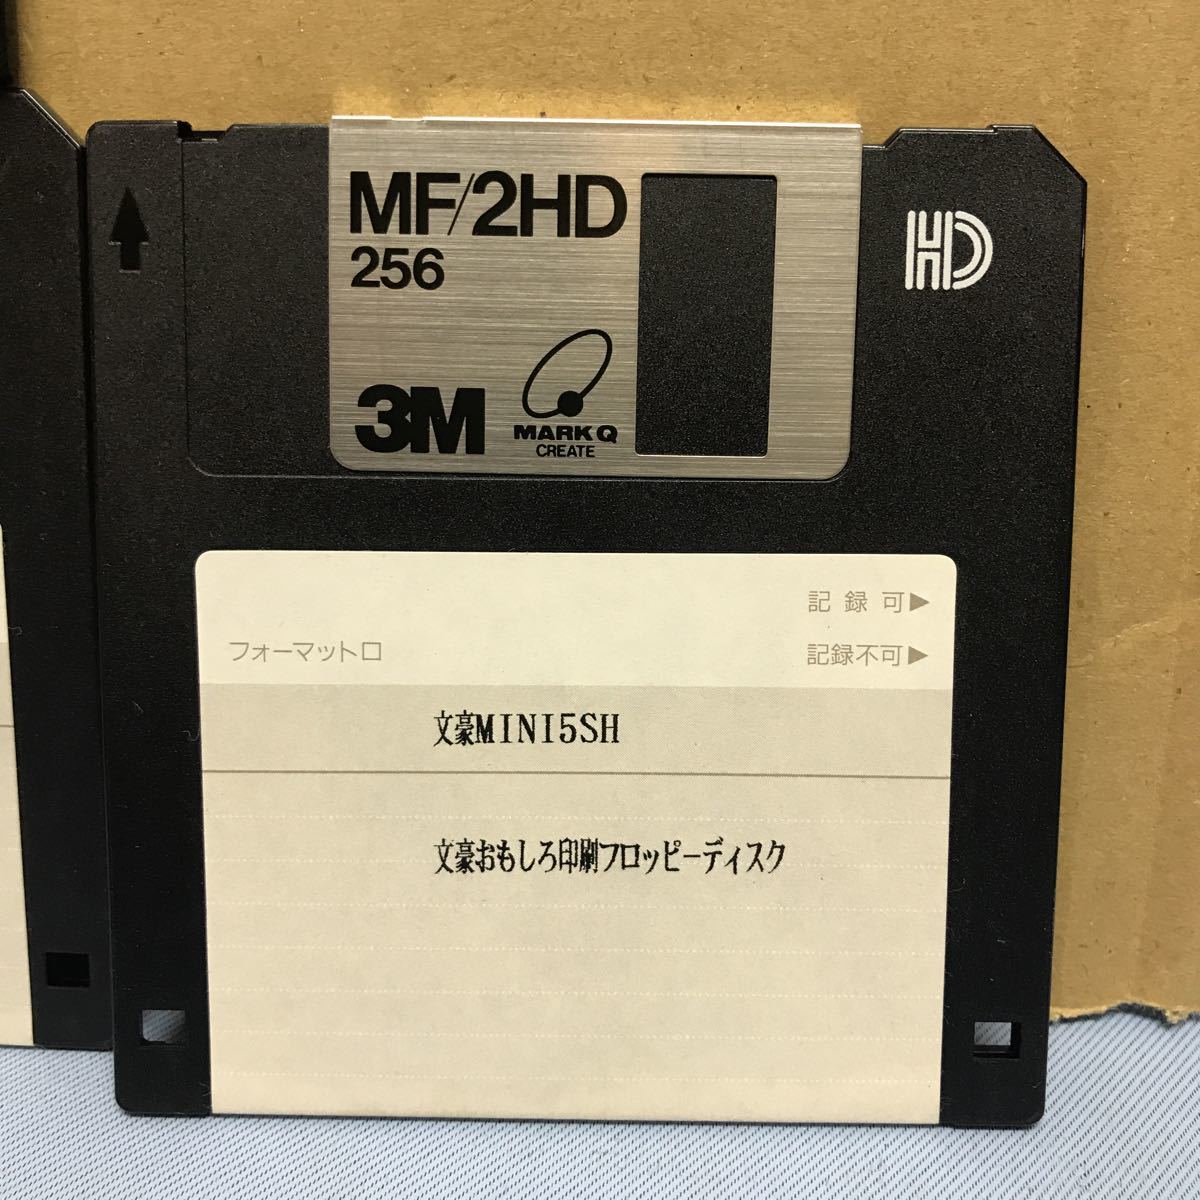 MF/2HD
256
HD
3M
MARK Q
CREATE
記録可▶
フォーマット□
記録不可▶
文豪MINI5SH
文豪おもしろ印刷フロッピーディスク